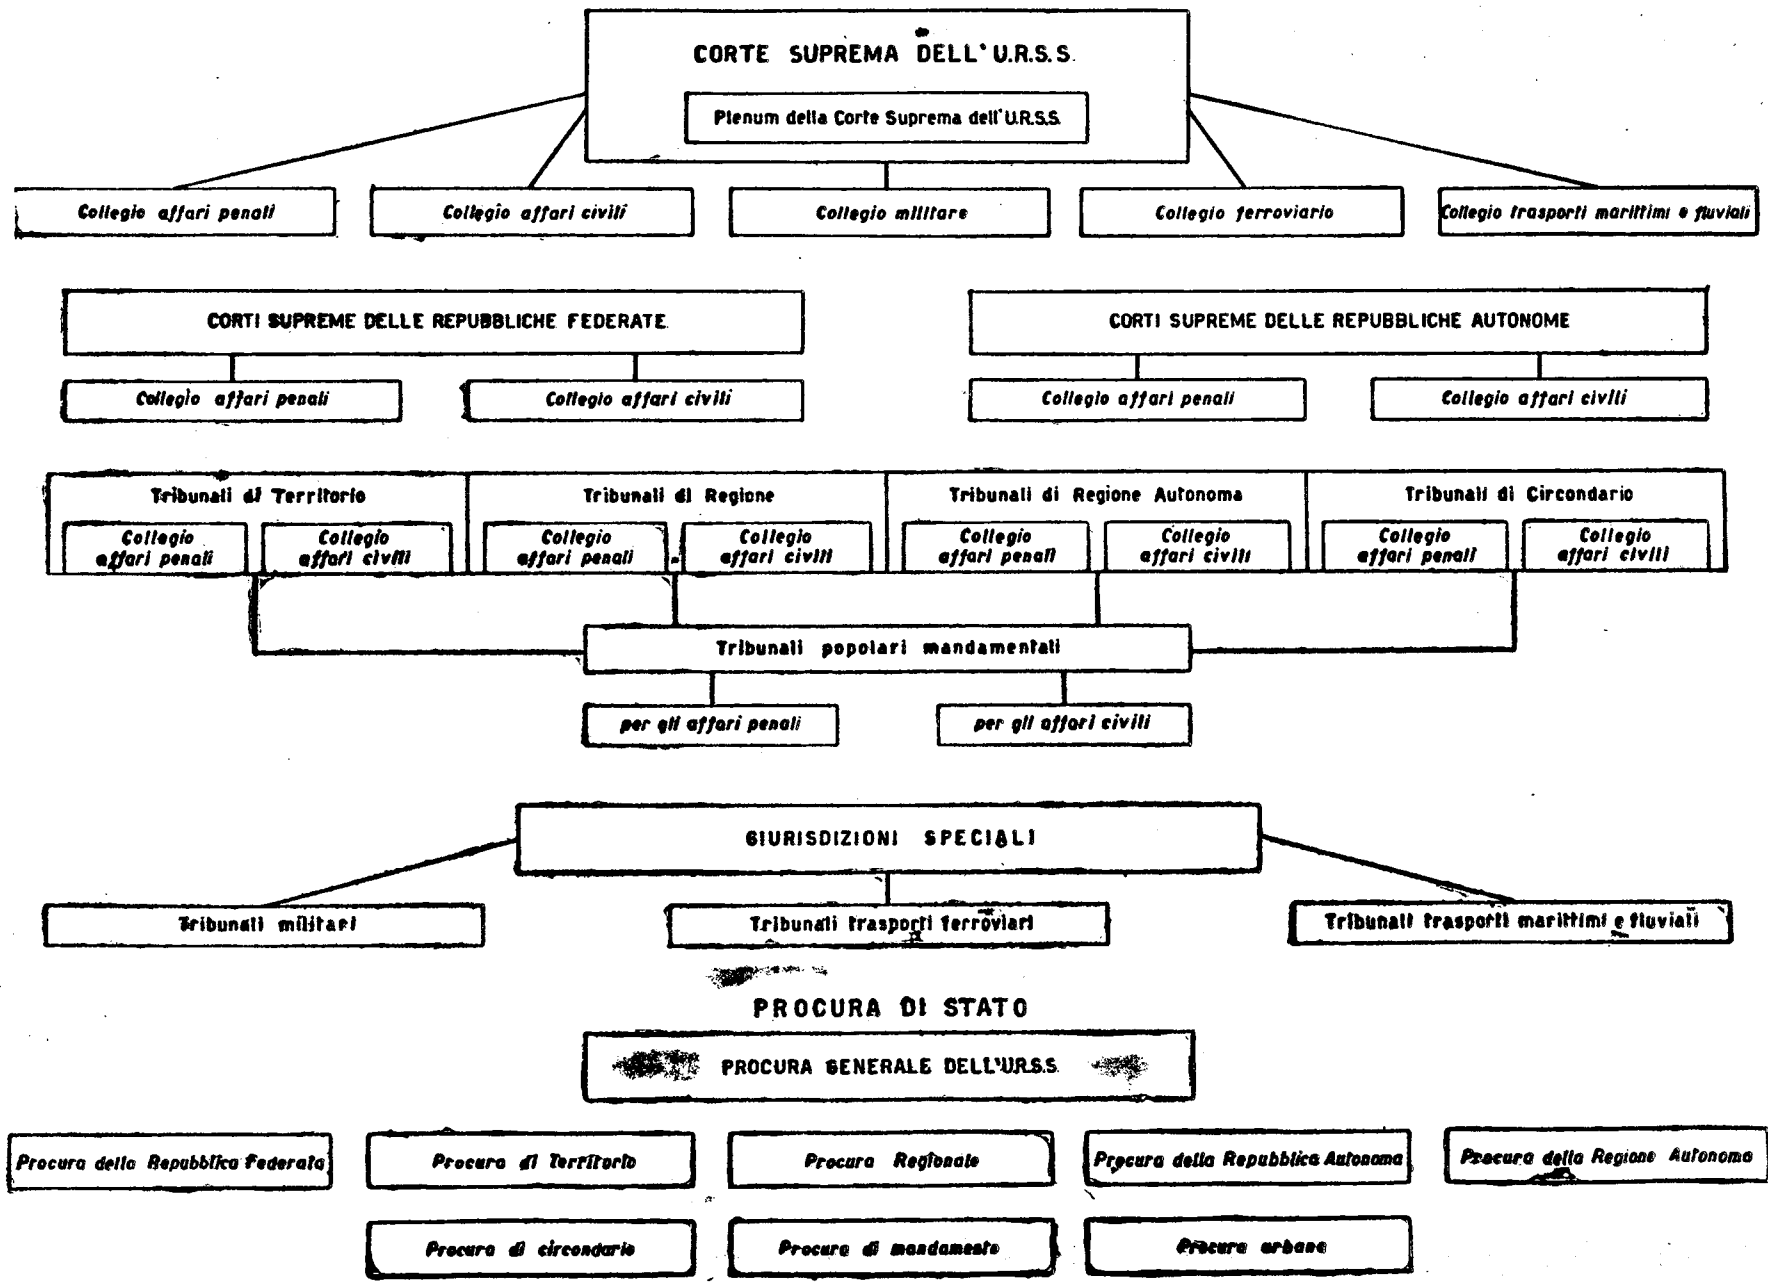 CORTE SUPREMA DELL'U.R.S.S.
Plenum della Corte Suprema dell'U.R.S.S.
Collegio affari penali
Collegio affari civili
Collegio militare
Collegio ferroviario
Collegio trasporti marittimi e fluviali
CORTI SUPREME DELLE REPUBBLICHE FEDERATE
CORTI SUPREME DELLE REPUBBLICHE AUTONOME
Collegio affari penali
Collegio affari civili
Collegio affari penali
Collegio affari civili
Tribunali di Territorio
Tribunali di Regione
Tribunali di Regione Autonoma
Tribunali di Circondario
Collegio
affari penali
Collegio
affari civili
Collegio
affari penali
Collegio
affari civili
Collegio
affari penali
Collegio
affari civili
Collegio
affari penali
Collegio
affari civili
Tribunali popolari mandamentali
per gli affari penali
per gli affari civili
GIURISDIZIONI SPECIALI
Tribunali militari
Tribunali trasporti ferroviari
Tribunali trasporti marittimi e fluviali
PROCURA DI STATO
PROCURA GENERALE DELL'U.R.S.S.
Procura della Repubblica Federata
Procura di Territorio
Procura Regionale
Procura della Repubblica Autonoma
Procura della Regione Autonoma
Procura di circondario
Procura di mandamento
Procura urbana